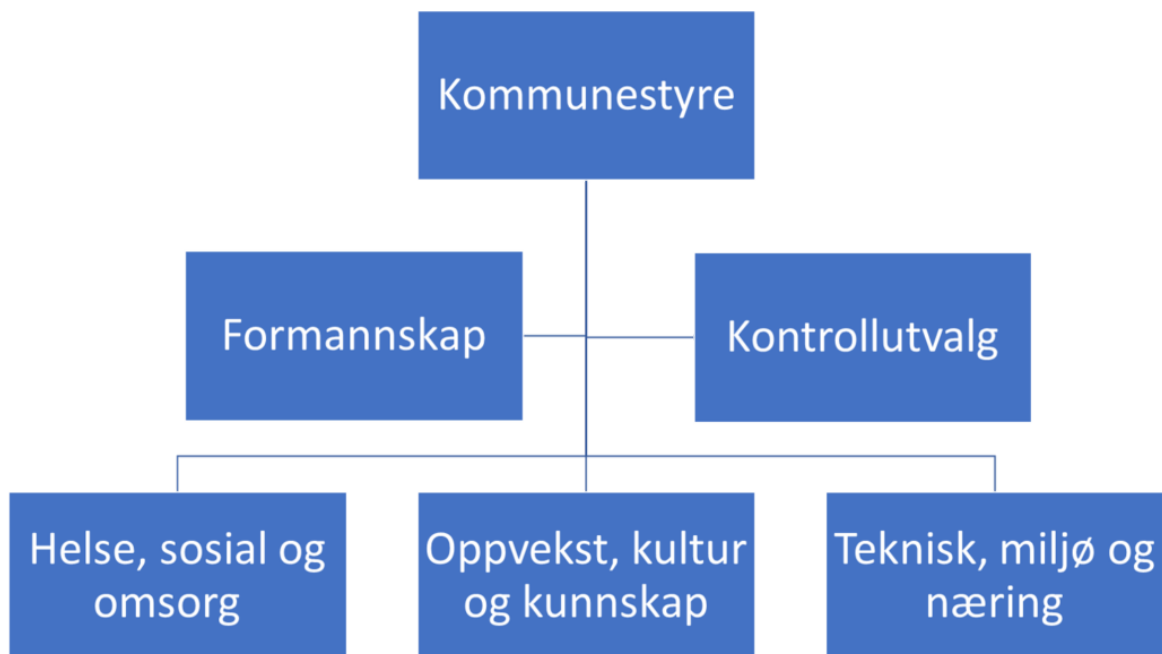 Kommunestyre
Formannskap
Kontrollutvalg
Helse, sosial og
omsorg
Oppvekst, kultur
og kunnskap
Teknisk, miljø og
næring